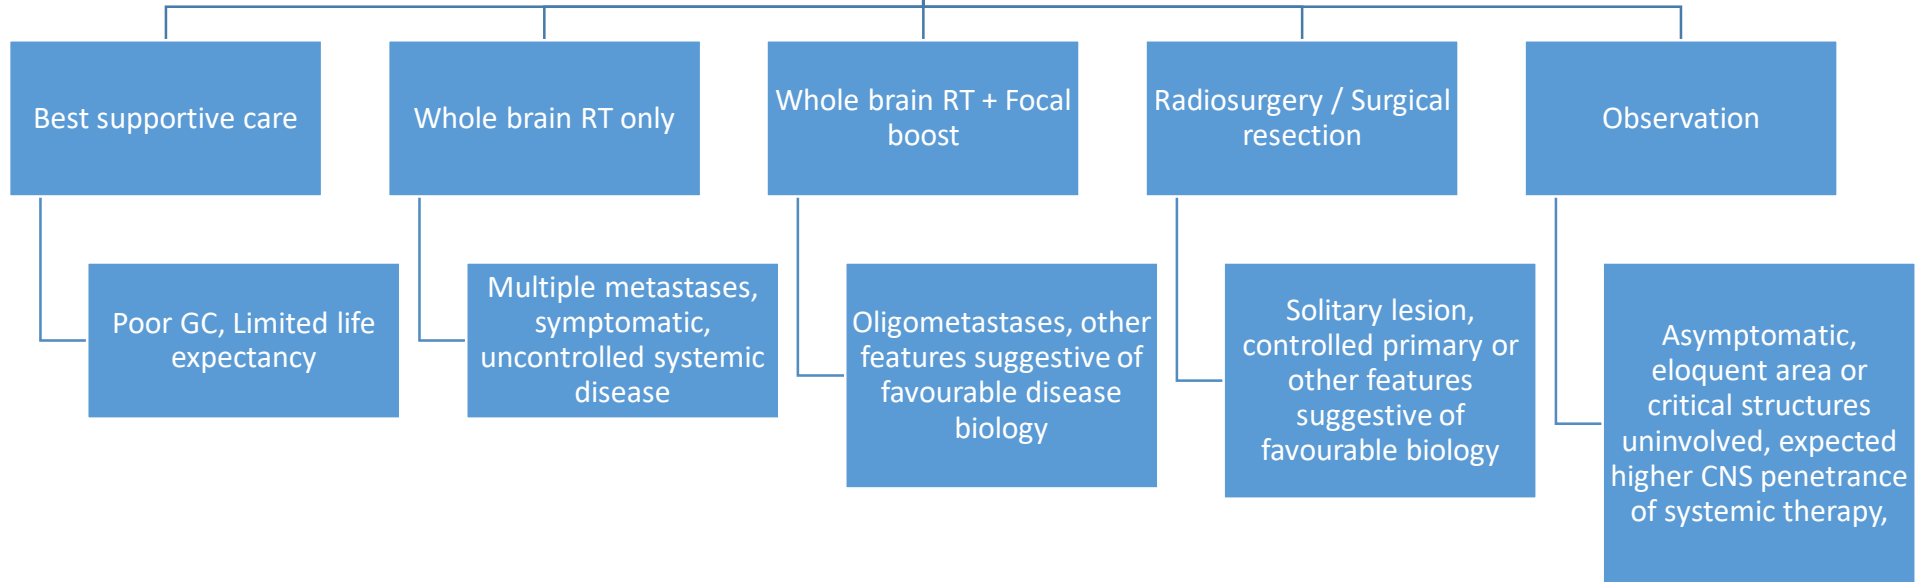 Best supportive care
Whole brain RT only
Whole brain RT + Focal
boost
Radiosurgery / Surgical
resection
Observation
Poor GC, Limited life
expectancy
Multiple metastases,
symptomatic,
uncontrolled systemic
disease
Oligometastases, other
features suggestive of
favourable disease
biology
Solitary lesion,
controlled primary or
other features
suggestive of
favourable biology
Asymptomatic,
eloquent area or
critical structures
uninvolved, expected
higher CNS penetrance
of systemic therapy,